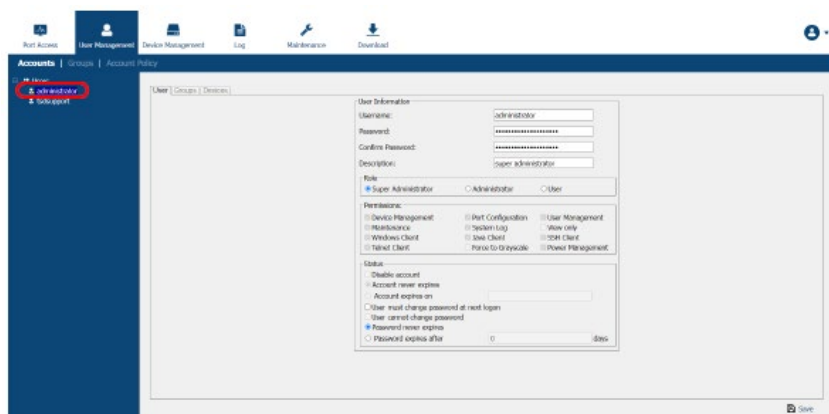 Port Access
User Management
Device Management
Log
Maintenance
Download
Accounts | Groups | Account Policy
Users
administrator
tsdsupport
User | Groups | Devices |
User Information
Username: administrator
Password: ••••••••••••••••••••
Confirm Password: ••••••••••••••••••••
Description: super administrator
Role
Super Administrator Administrator User
Permissions:
Device Management Port Configuration User Management
Maintenance System Log View only
Windows Client Java Client SSH Client
Telnet Client Force to Grayscale Power Management
Status
Disable account
Account never expires
Account expires on
User must change password at next logon
User cannot change password
Password never expires
Password expires after 0 days
Save